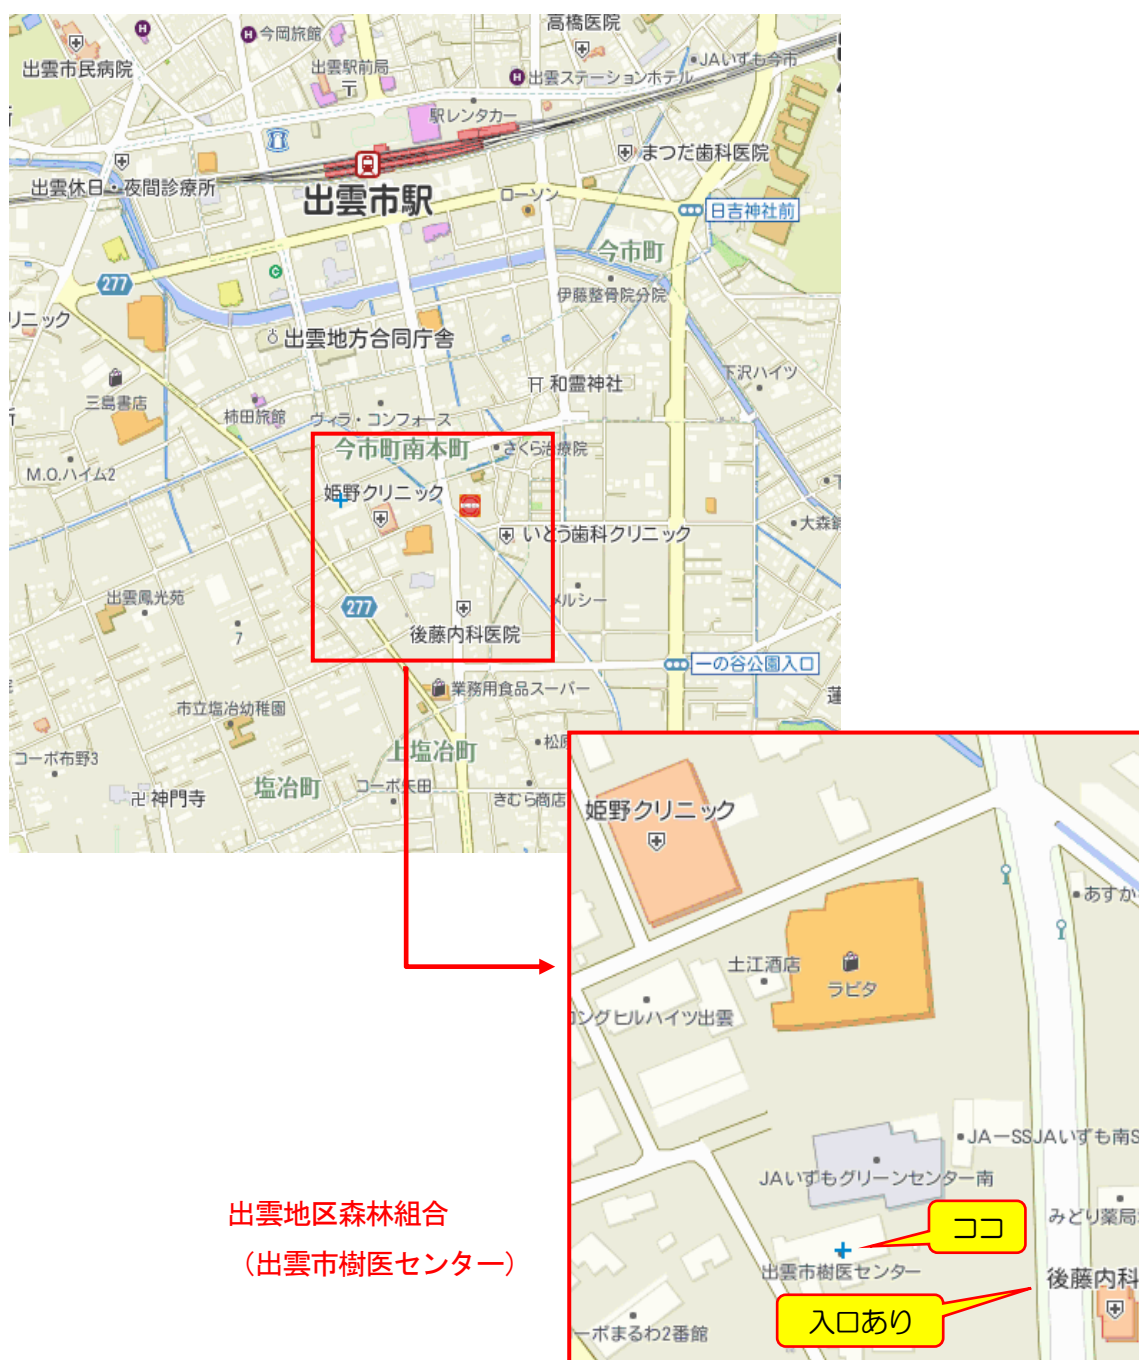 今岡旅館
高橋医院
出雲市民病院
出雲駅前局
出雲ステーションホテル
JAいずも今市
駅レンタカー
まつだ歯科医院
出雲休日・夜間診療所
出雲市駅
ローソン
日吉神社前
今市町
277
伊藤整骨院分院
リニック
出雲地方合同庁舎
下沢ハイツ
和霊神社
三島書店
柿田旅館
ヴィラ・コンフォース
今市町南本町
さくら治療院
M.O.ハイム2
姫野クリニック
いとう歯科クリニック
大森
出雲鳳光苑
277
メルシー
7
後藤内科医院
一の谷公園入口
業務用食品スーパー
市立塩冶幼稚園
上塩冶町
松原
コーポ布野3
塩冶町
コーポ矢田
きむら商店
神門寺
姫野クリニック
あすか
土江酒店
ラピタ
ングヒルハイツ出雲
JA-SSJAいずも南S
JAいずもグリーンセンター南
みどり薬局
ココ
出雲市樹医センター
後藤内科
入口あり
ーポまるわ2番館
出雲地区森林組合
（出雲市樹医センター）